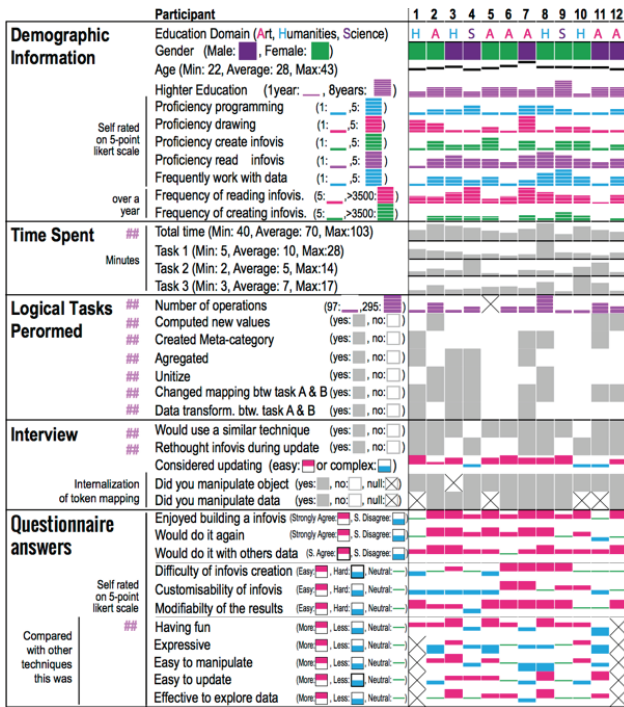 Participant 1 2 3 4 5 6 7 8 9 10 11 12
Demographic Information
Education Domain (Art, Humanities, Science) H A H S A A A H S H A A
Gender (Male: , Female: )
Age (Min: 22, Average: 28, Max:43)
Highter Education (1year: , 8years: )
Self rated on 5-point likert scale
Proficiency programming (1: ,5: )
Proficiency drawing (1: ,5: )
Proficiency create infovis (1: ,5: )
Proficiency read infovis (1: ,5: )
Frequently work with data (1: ,5: )
over a year
Frequency of reading infovis. (5: ,>3500: )
Frequency of creating infovis. (5: ,>3500: )
Time Spent
Minutes
## Total time (Min: 40, Average: 70, Max:103)
Task 1 (Min: 5, Average: 10, Max:28)
Task 2 (Min: 2, Average: 5, Max:14)
Task 3 (Min: 3, Average: 7, Max:17)
Logical Tasks Perormed
## Number of operations (97: ,295: )
## Computed new values (yes: , no: )
## Created Meta-category (yes: , no: )
## Agregated (yes: , no: )
## Unitize (yes: , no: )
## Changed mapping btw task A & B (yes: , no: )
## Data transform. btw. task A & B (yes: , no: )
Interview
## Would use a similar technique (yes: , no: )
## Rethought infovis during update (yes: , no: )
Considered updating (easy: or complex: )
Internalization of token mapping
Did you manipulate object (yes: , no: , null: )
Did you manipulate data (yes: , no: , null: )
Questionnaire answers
Enjoyed building a infovis (Strongly Agree: , S. Disagree: )
Would do it again (Strongly Agree: , S. Disagree: )
Would do it with others data (S. Agree: , S. Disagree: )
Self rated on 5-point likert scale
Difficulty of infovis creation (Easy: , Hard: , Neutral: )
Customisability of infovis (Easy: , Hard: , Neutral: )
Modifiabilty of the results (Easy: , Hard: , Neutral: )
Compared with other techniques this was
## Having fun (More: , Less: , Neutral: )
Expressive (More: , Less: , Neutral: )
Easy to manipulate (More: , Less: , Neutral: )
Easy to update (More: , Less: , Neutral: )
Effective to explore data (More: , Less: , Neutral: )